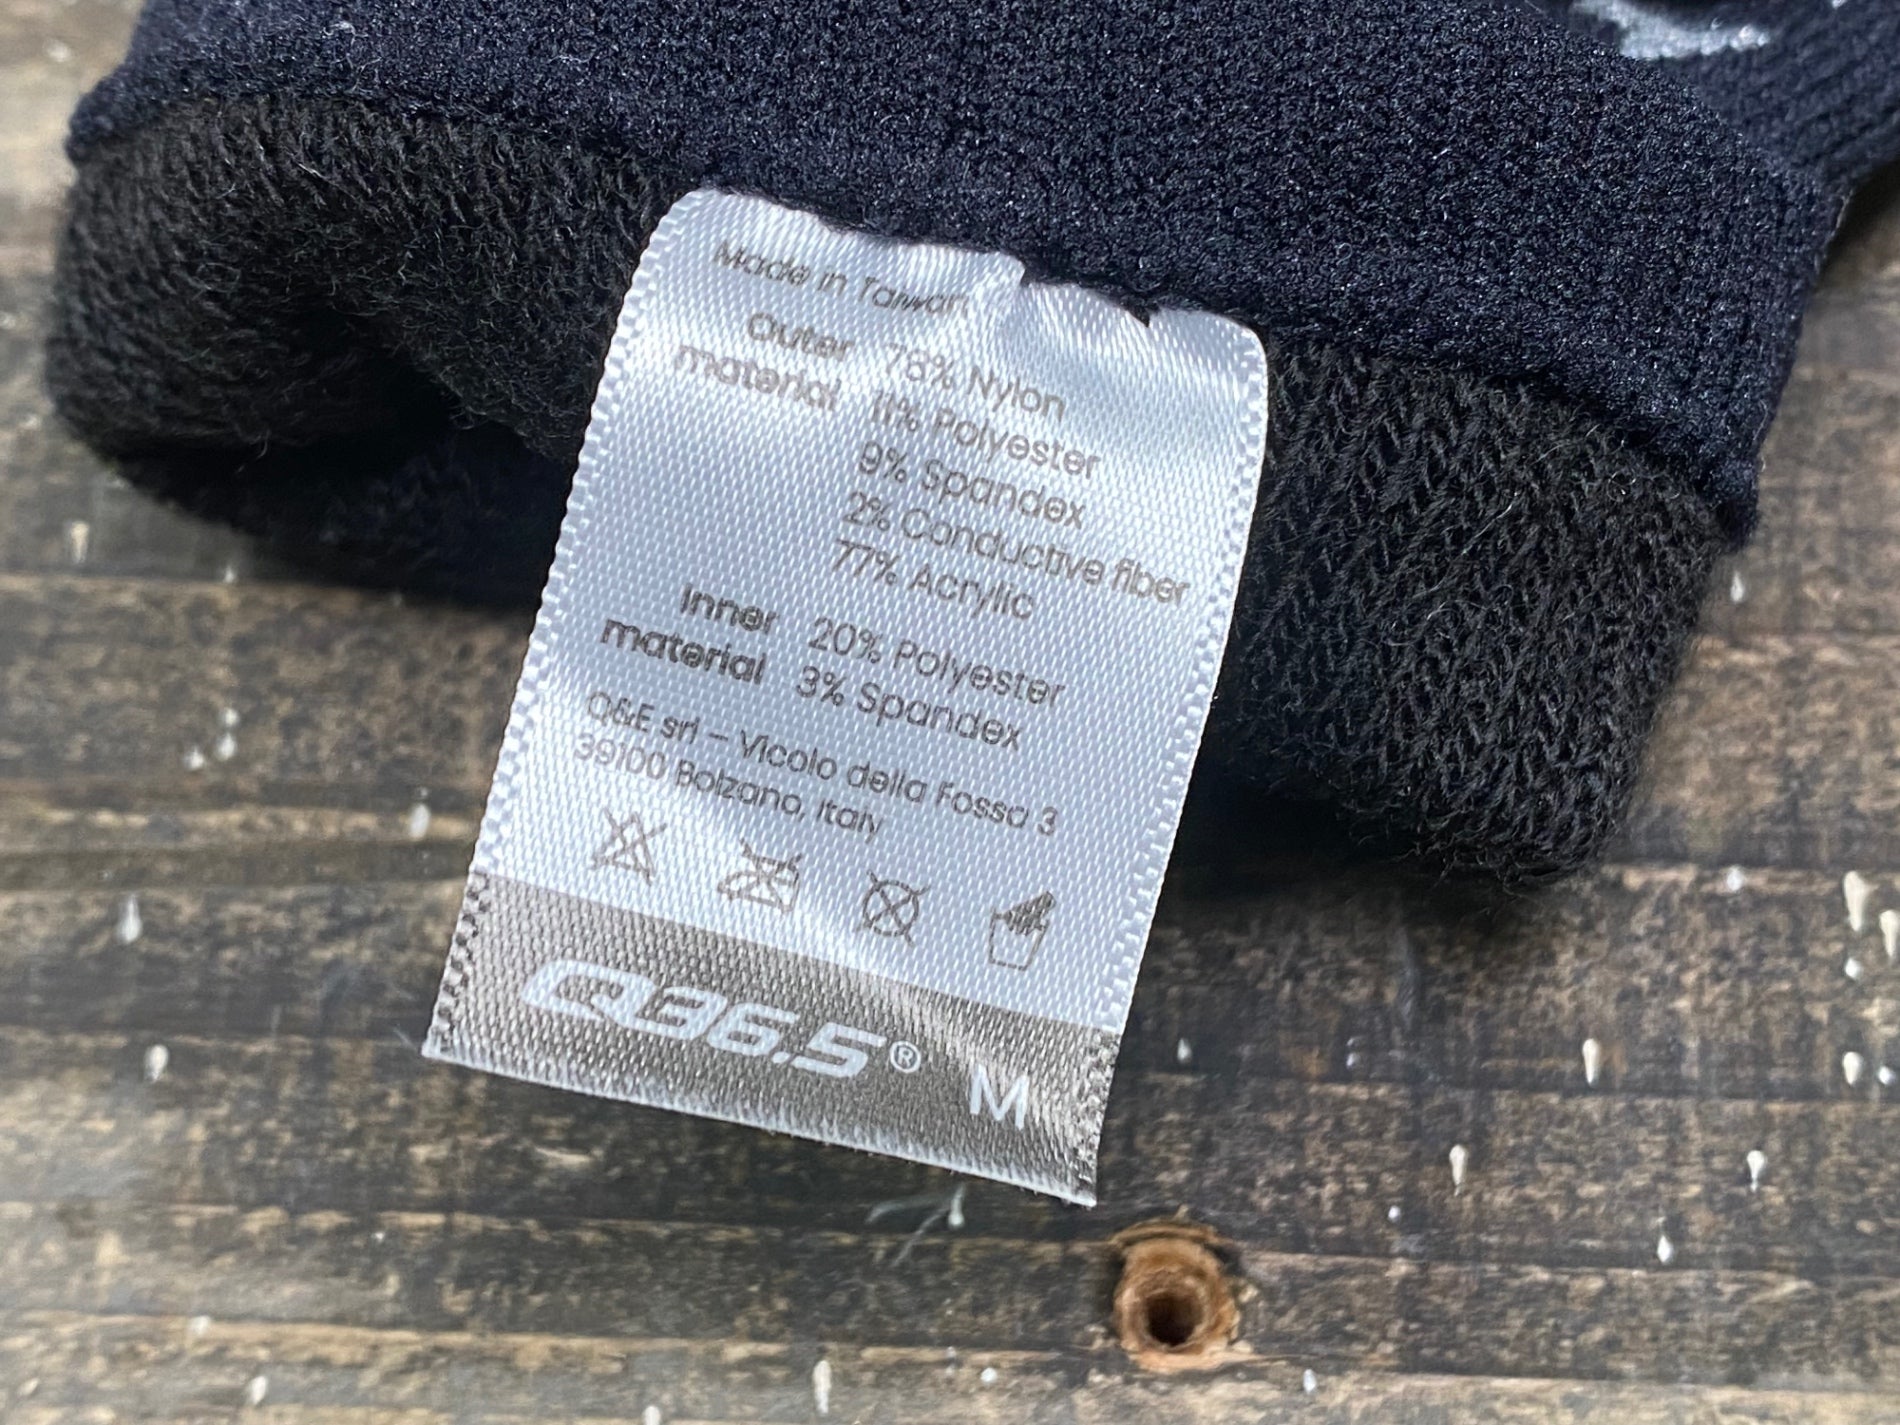 Made in Taiwan
Outer material
78% Nylon
11% Polyester
9% Spandex
2% Conductive fiber
77% Acrylic
Inner material
20% Polyester
3% Spandex
Q&E srl – Vicolo della Fossa 3
39100 Bolzano, Italy
Q36.5® M